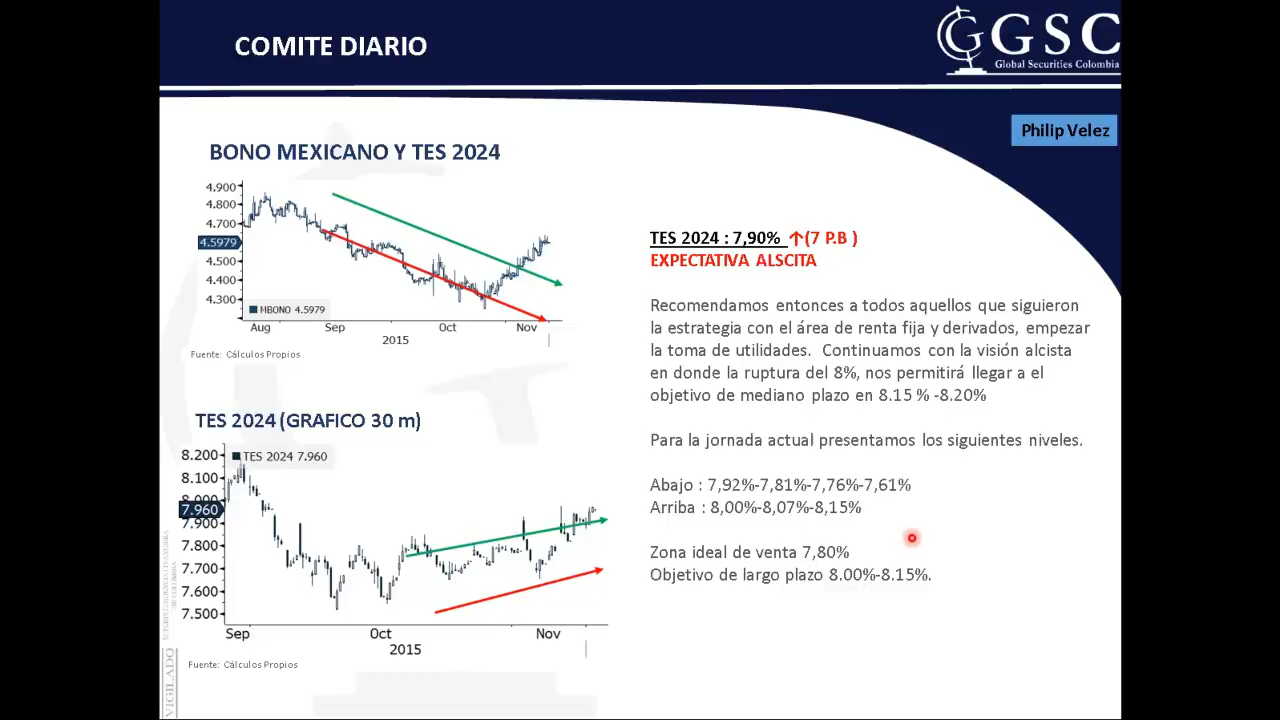 COMITE DIARIO
GGSC
Global Securities Colombia
Philip Velez
BONO MEXICANO Y TES 2024
4.900
4.800
4.700
4.5979
4.500
4.400
4.300
MBONO 4.5979
Aug
Sep
Oct
Nov
2015
Fuente: Cálculos Propios
TES 2024 (GRAFICO 30 m)
TES 2024 7.960
8.200
8.100
8.000
7.960
7.900
7.800
7.700
7.600
7.500
Sep
Oct
Nov
2015
Fuente: Cálculos Propios
VIGILADO
SUPERINTENDENCIA FINANCIERA
DE COLOMBIA
TES 2024 : 7,90% ↑(7 P.B )
EXPECTATIVA ALSCITA
Recomendamos entonces a todos aquellos que siguieron
la estrategia con el área de renta fija y derivados, empezar
la toma de utilidades. Continuamos con la visión alcista
en donde la ruptura del 8%, nos permitirá llegar a el
objetivo de mediano plazo en 8.15 % -8.20%
Para la jornada actual presentamos los siguientes niveles.
Abajo : 7,92%-7,81%-7,76%-7,61%
Arriba : 8,00%-8,07%-8,15%
Zona ideal de venta 7,80%
Objetivo de largo plazo 8.00%-8.15%.